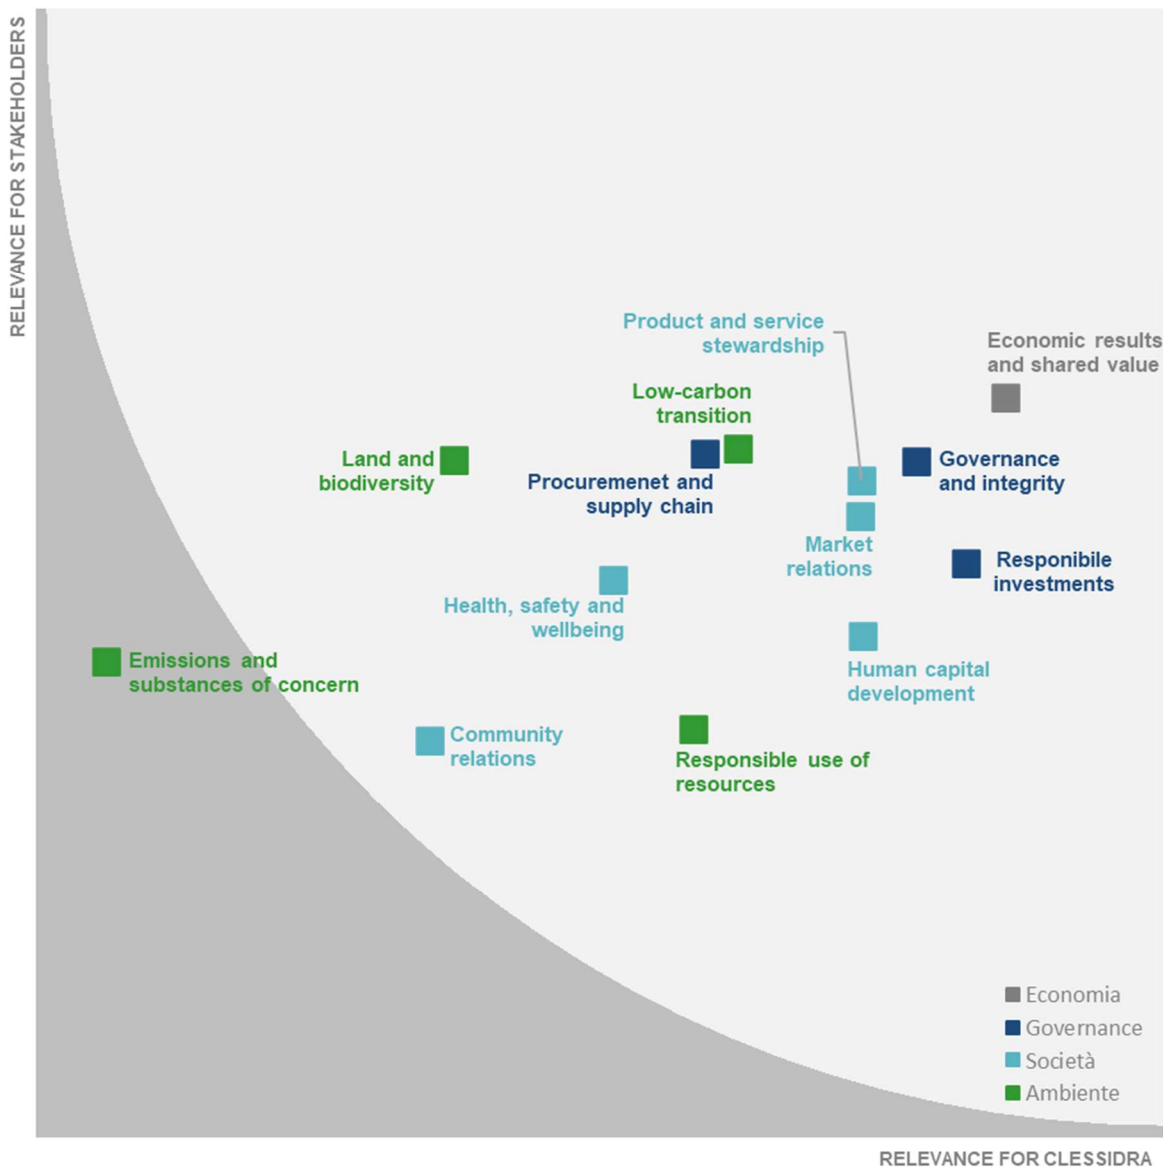 RELEVANCE FOR STAKEHOLDERS
Product and service
stewardship
Economic results
and shared value
Low-carbon
transition
Land and
biodiversity
Procuremenet and
supply chain
Governance
and integrity
Market
relations
Responibile
investments
Health, safety and
wellbeing
Emissions and
substances of concern
Human capital
development
Community
relations
Responsible use of
resources
Economia
Governance
Società
Ambiente
RELEVANCE FOR CLESSIDRA